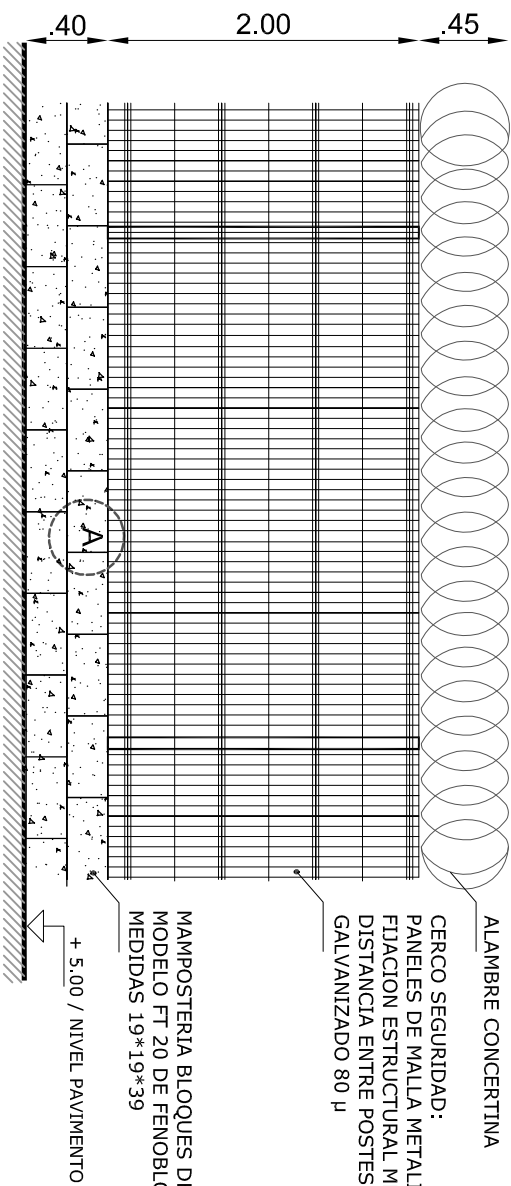 .40
2.00
.45
ALAMBRE CONCERTINA
CERCO SEGURIDAD:
PANELES DE MALLA METALI
FIJACION ESTRUCTURAL M
DISTANCIA ENTRE POSTES
GALVANIZADO 80 µ
MAMPOSTERIA BLOQUES DE
MODELO FT 20 DE FENOBLO
MEDIDAS 19*19*39
+ 5.00 / NIVEL PAVIMENTO
A